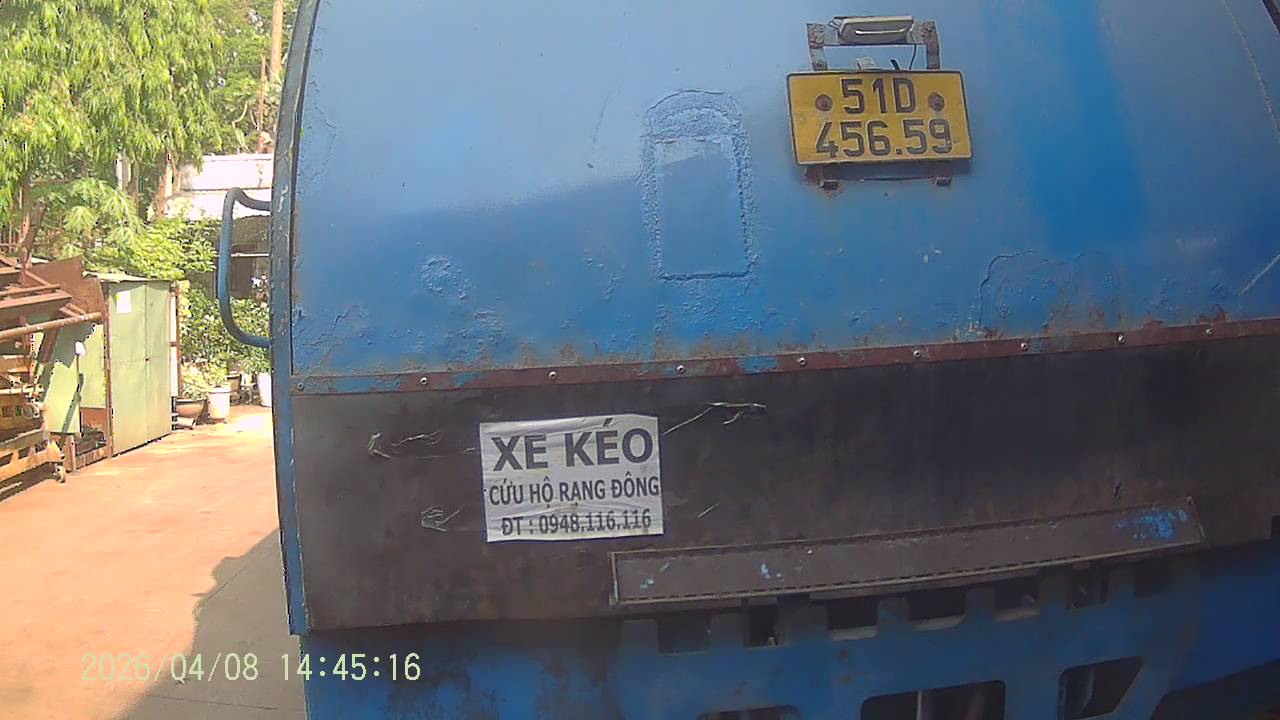 51D
456.59
XE KÉO
CỨU HỘ RẠNG ĐÔNG
ĐT : 0948.116.116
2026/04/08 14:45:16